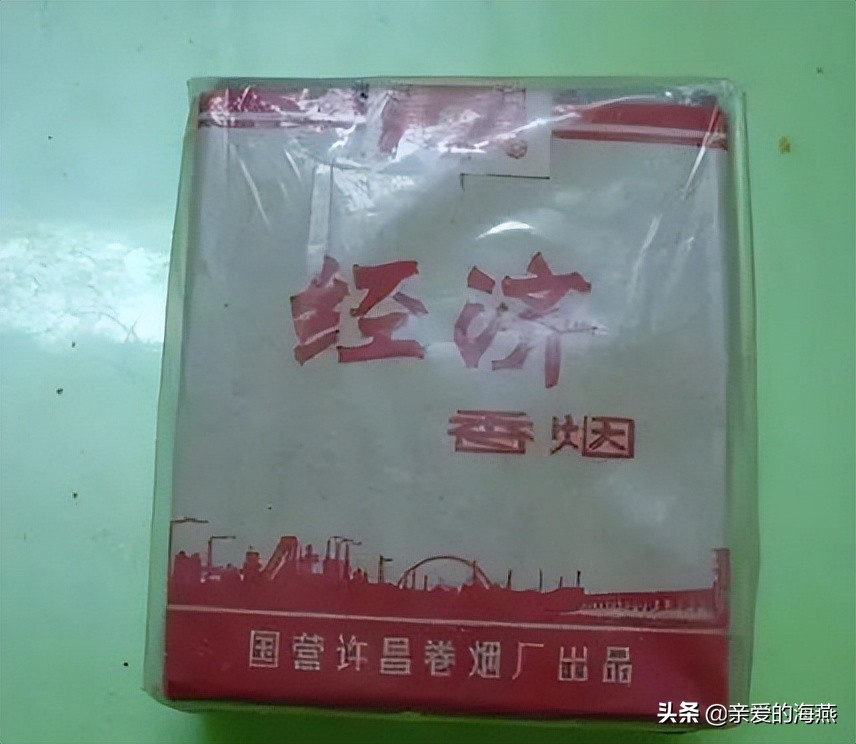 经济
香烟
国营许昌卷烟厂出品
头条 @亲爱的海燕